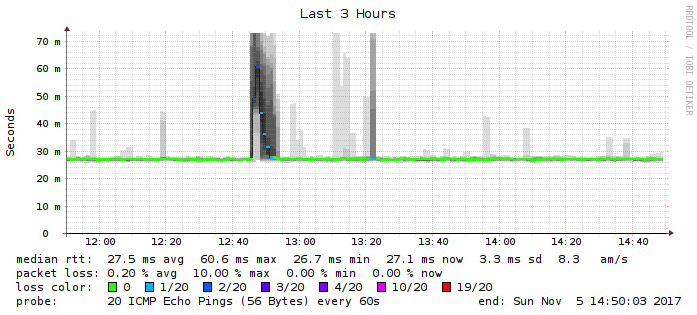 Last 3 Hours
RRDTOOL / TOBI OETIKER
Seconds
70 m
60 m
50 m
40 m
30 m
20 m
10 m
0
12:00 12:20 12:40 13:00 13:20 13:40 14:00 14:20 14:40
median rtt: 27.5 ms avg 60.6 ms max 26.7 ms min 27.1 ms now 3.3 ms sd 8.3 am/s
packet loss: 0.20 % avg 10.00 % max 0.00 % min 0.00 % now
loss color: 0 1/20 2/20 3/20 4/20 10/20 19/20
probe: 20 ICMP Echo Pings (56 Bytes) every 60s end: Sun Nov 5 14:50:03 2017